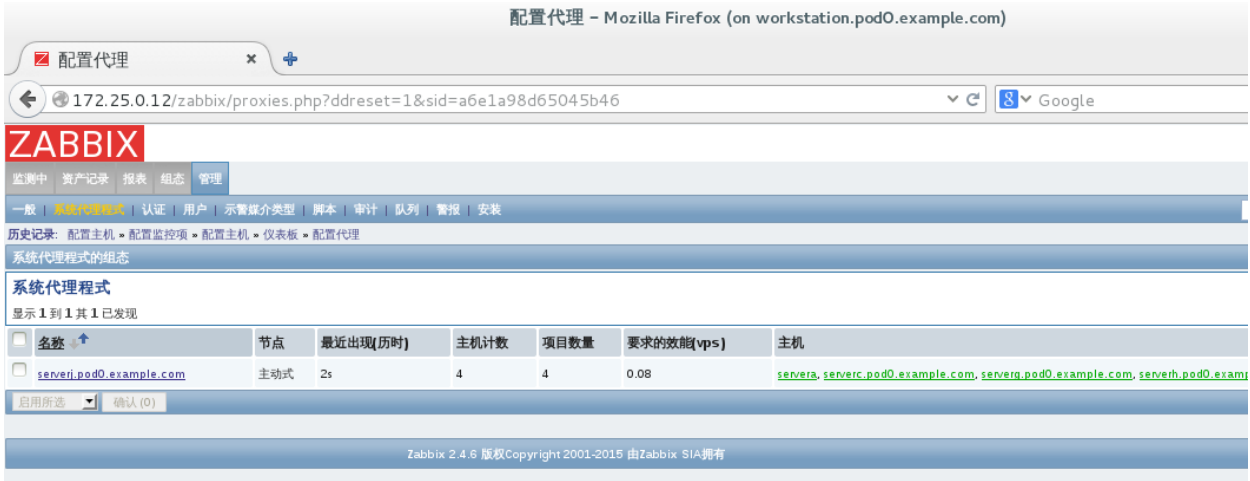 配置代理 – Mozilla Firefox (on workstation.pod0.example.com)
配置代理
172.25.0.12/zabbix/proxies.php?ddreset=1&sid=a6e1a98d65045b46
Google
ZABBIX
监测中 资产记录 报表 组态 管理
一般 | 系统代理程式 | 认证 | 用户 | 示警媒介类型 | 脚本 | 审计 | 队列 | 警报 | 安装
历史记录: 配置主机 » 配置监控项 » 配置主机 » 仪表板 » 配置代理
系统代理程式的组态
系统代理程式
显示 1 到 1 其 1 已发现
名称 节点 最近出现(历时) 主机计数 项目数量 要求的效能(vps) 主机
serverj.pod0.example.com 主动式 2s 4 4 0.08 servera, serverc.pod0.example.com, serverg.pod0.example.com, serverh.pod0.examp
启用所选 确认 (0)
Zabbix 2.4.6 版权Copyright 2001-2015 由Zabbix SIA拥有